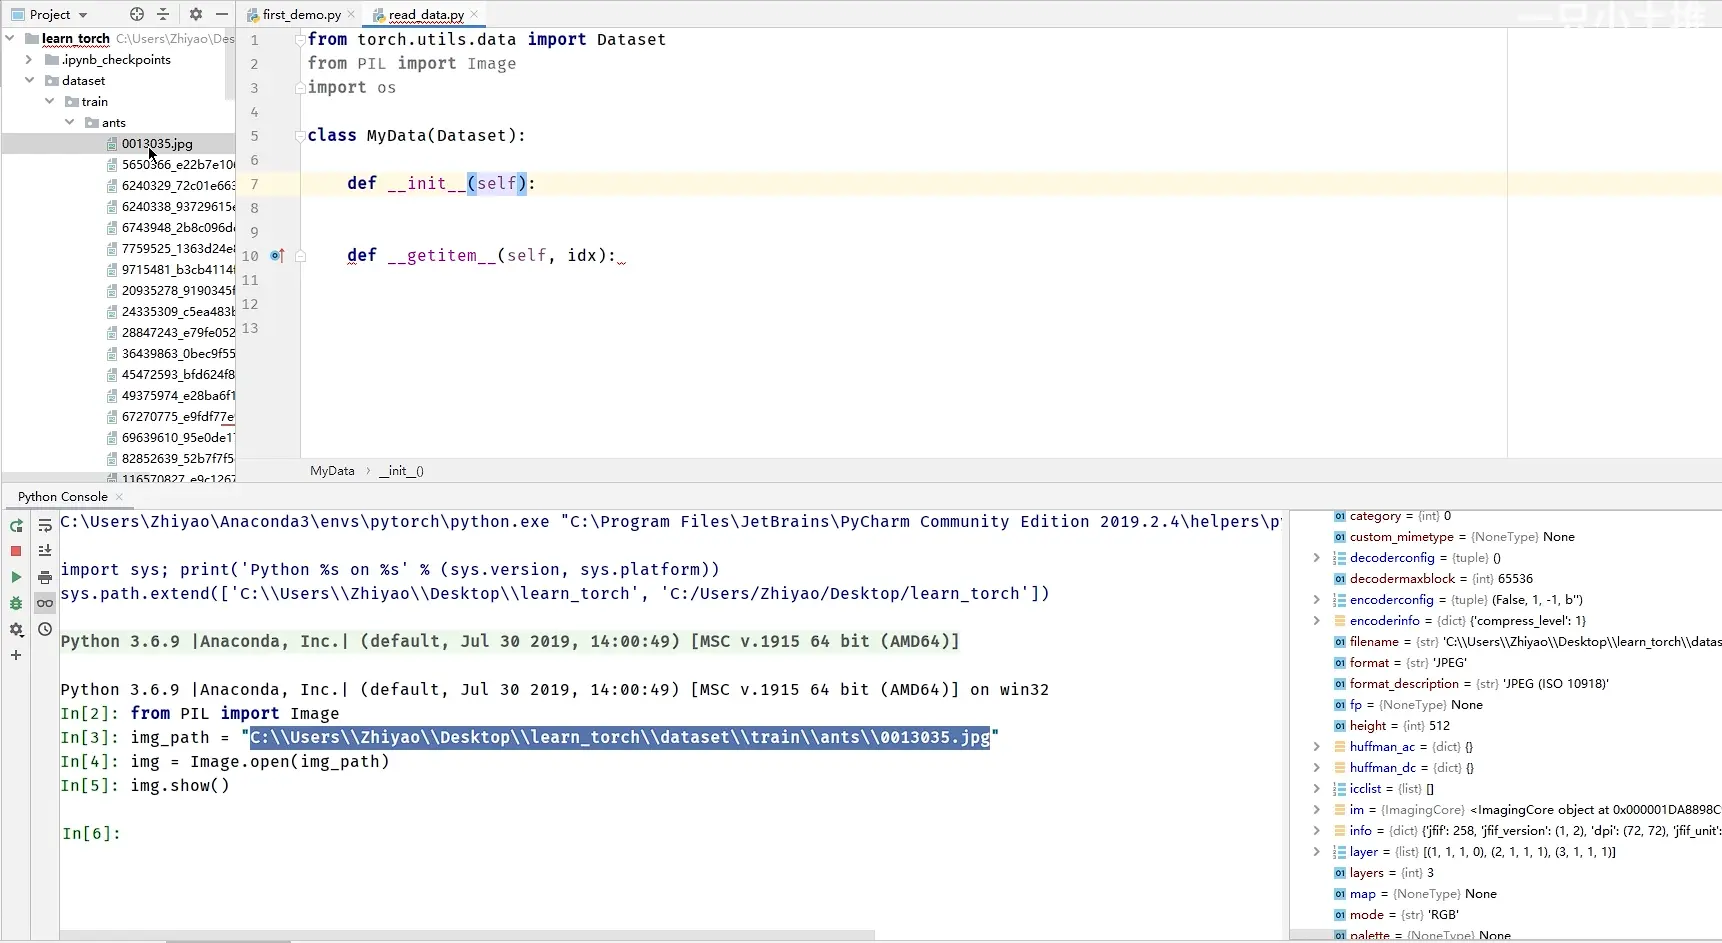 Project
learn_torch C:\Users\Zhiyao\Des
.ipynb_checkpoints
dataset
train
ants
0013035.jpg
5650366_e22b7e106
6240329_72c01e663
6240338_93729615e
6743948_2b8c096d
7759525_1363d24e8
9715481_b3cb4114f
20935278_9190345f
24335309_c5ea483b
28847243_e79fe052
36439863_0bec9f55
45472593_bfd624f8
49375974_e28ba6f1
67270775_e9fdf77e
69639610_95e0de17
82852639_52b7f7f5
116570827_e9c1267
first_demo.py
read_data.py
一只小土堆
1 from torch.utils.data import Dataset
2 from PIL import Image
3 import os
4
5 class MyData(Dataset):
6
7 def __init__(self):
8
9
10 def __getitem__(self, idx):
11
12
13
MyData › __init__()
Python Console
C:\Users\Zhiyao\Anaconda3\envs\pytorch\python.exe "C:\Program Files\JetBrains\PyCharm Community Edition 2019.2.4\helpers\p
import sys; print('Python %s on %s' % (sys.version, sys.platform))
sys.path.extend(['C:\\Users\\Zhiyao\\Desktop\\learn_torch', 'C:/Users/Zhiyao/Desktop/learn_torch'])
Python 3.6.9 |Anaconda, Inc.| (default, Jul 30 2019, 14:00:49) [MSC v.1915 64 bit (AMD64)]
Python 3.6.9 |Anaconda, Inc.| (default, Jul 30 2019, 14:00:49) [MSC v.1915 64 bit (AMD64)] on win32
In[2]: from PIL import Image
In[3]: img_path = "C:\\Users\\Zhiyao\\Desktop\\learn_torch\\dataset\\train\\ants\\0013035.jpg"
In[4]: img = Image.open(img_path)
In[5]: img.show()
In[6]:
category = {int} 0
custom_mimetype = {NoneType} None
decoderconfig = {tuple} ()
decodermaxblock = {int} 65536
encoderconfig = {tuple} (False, 1, -1, b'')
encoderinfo = {dict} {'compress_level': 1}
filename = {str} 'C:\\Users\\Zhiyao\\Desktop\\learn_torch\\datas
format = {str} 'JPEG'
format_description = {str} 'JPEG (ISO 10918)'
fp = {NoneType} None
height = {int} 512
huffman_ac = {dict} {}
huffman_dc = {dict} {}
icclist = {list} []
im = {ImagingCore} <ImagingCore object at 0x000001DA8898C
info = {dict} {'jfif': 258, 'jfif_version': (1, 2), 'dpi': (72, 72), 'jfif_unit':
layer = {list} [(1, 1, 1, 0), (2, 1, 1, 1), (3, 1, 1, 1)]
layers = {int} 3
map = {NoneType} None
mode = {str} 'RGB'
palette = {NoneType} None